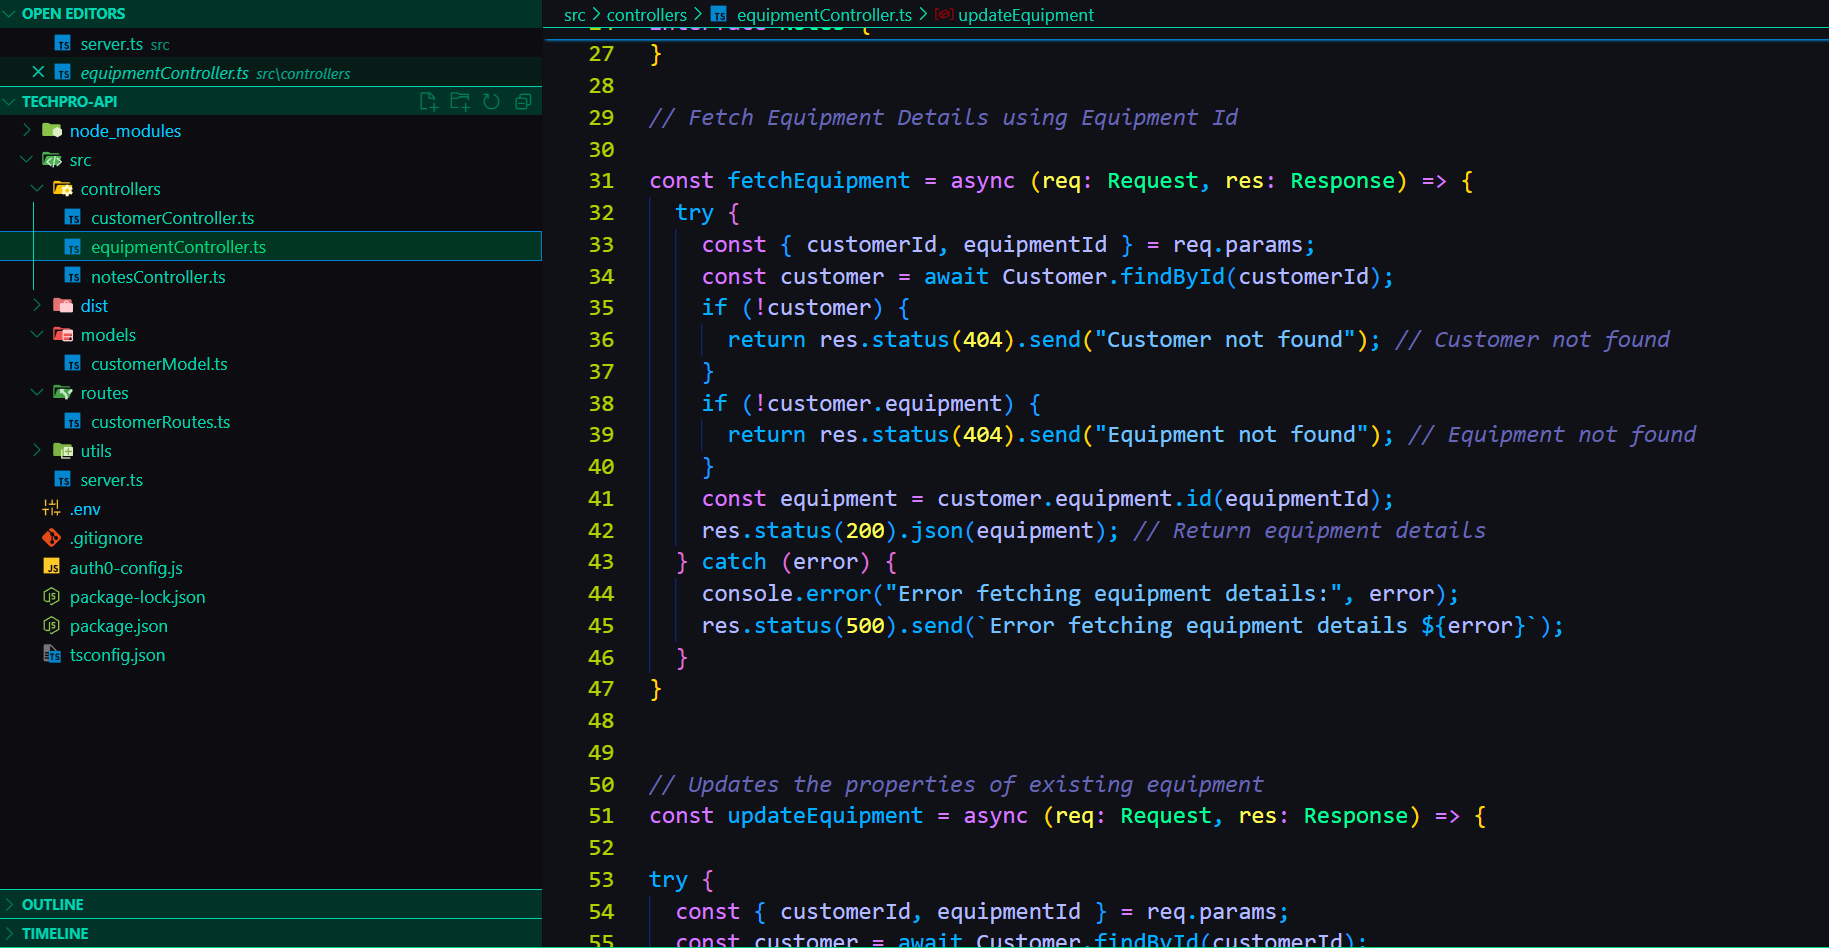 OPEN EDITORS
server.ts src
equipmentController.ts src\controllers
TECHPRO-API
node_modules
src
controllers
customerController.ts
equipmentController.ts
notesController.ts
dist
models
customerModel.ts
routes
customerRoutes.ts
utils
server.ts
.env
.gitignore
auth0-config.js
package-lock.json
package.json
tsconfig.json
OUTLINE
TIMELINE
src > controllers > equipmentController.ts > updateEquipment
27 }
28
29 // Fetch Equipment Details using Equipment Id
30
31 const fetchEquipment = async (req: Request, res: Response) => {
32 try {
33 const { customerId, equipmentId } = req.params;
34 const customer = await Customer.findById(customerId);
35 if (!customer) {
36 return res.status(404).send("Customer not found"); // Customer not found
37 }
38 if (!customer.equipment) {
39 return res.status(404).send("Equipment not found"); // Equipment not found
40 }
41 const equipment = customer.equipment.id(equipmentId);
42 res.status(200).json(equipment); // Return equipment details
43 } catch (error) {
44 console.error("Error fetching equipment details:", error);
45 res.status(500).send(`Error fetching equipment details ${error}`);
46 }
47 }
48
49
50 // Updates the properties of existing equipment
51 const updateEquipment = async (req: Request, res: Response) => {
52
53 try {
54 const { customerId, equipmentId } = req.params;
55 const customer = await Customer.findById(customerId);